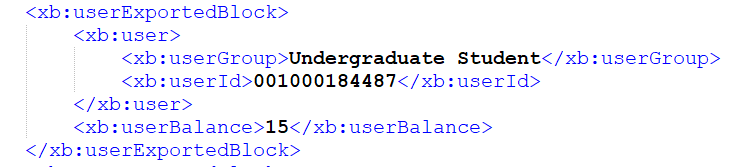 <xb:userExportedBlock>
<xb:user>
<xb:userGroup>Undergraduate Student</xb:userGroup>
<xb:userId>001000184487</xb:userId>
</xb:user>
<xb:userBalance>15</xb:userBalance>
</xb:userExportedBlock>